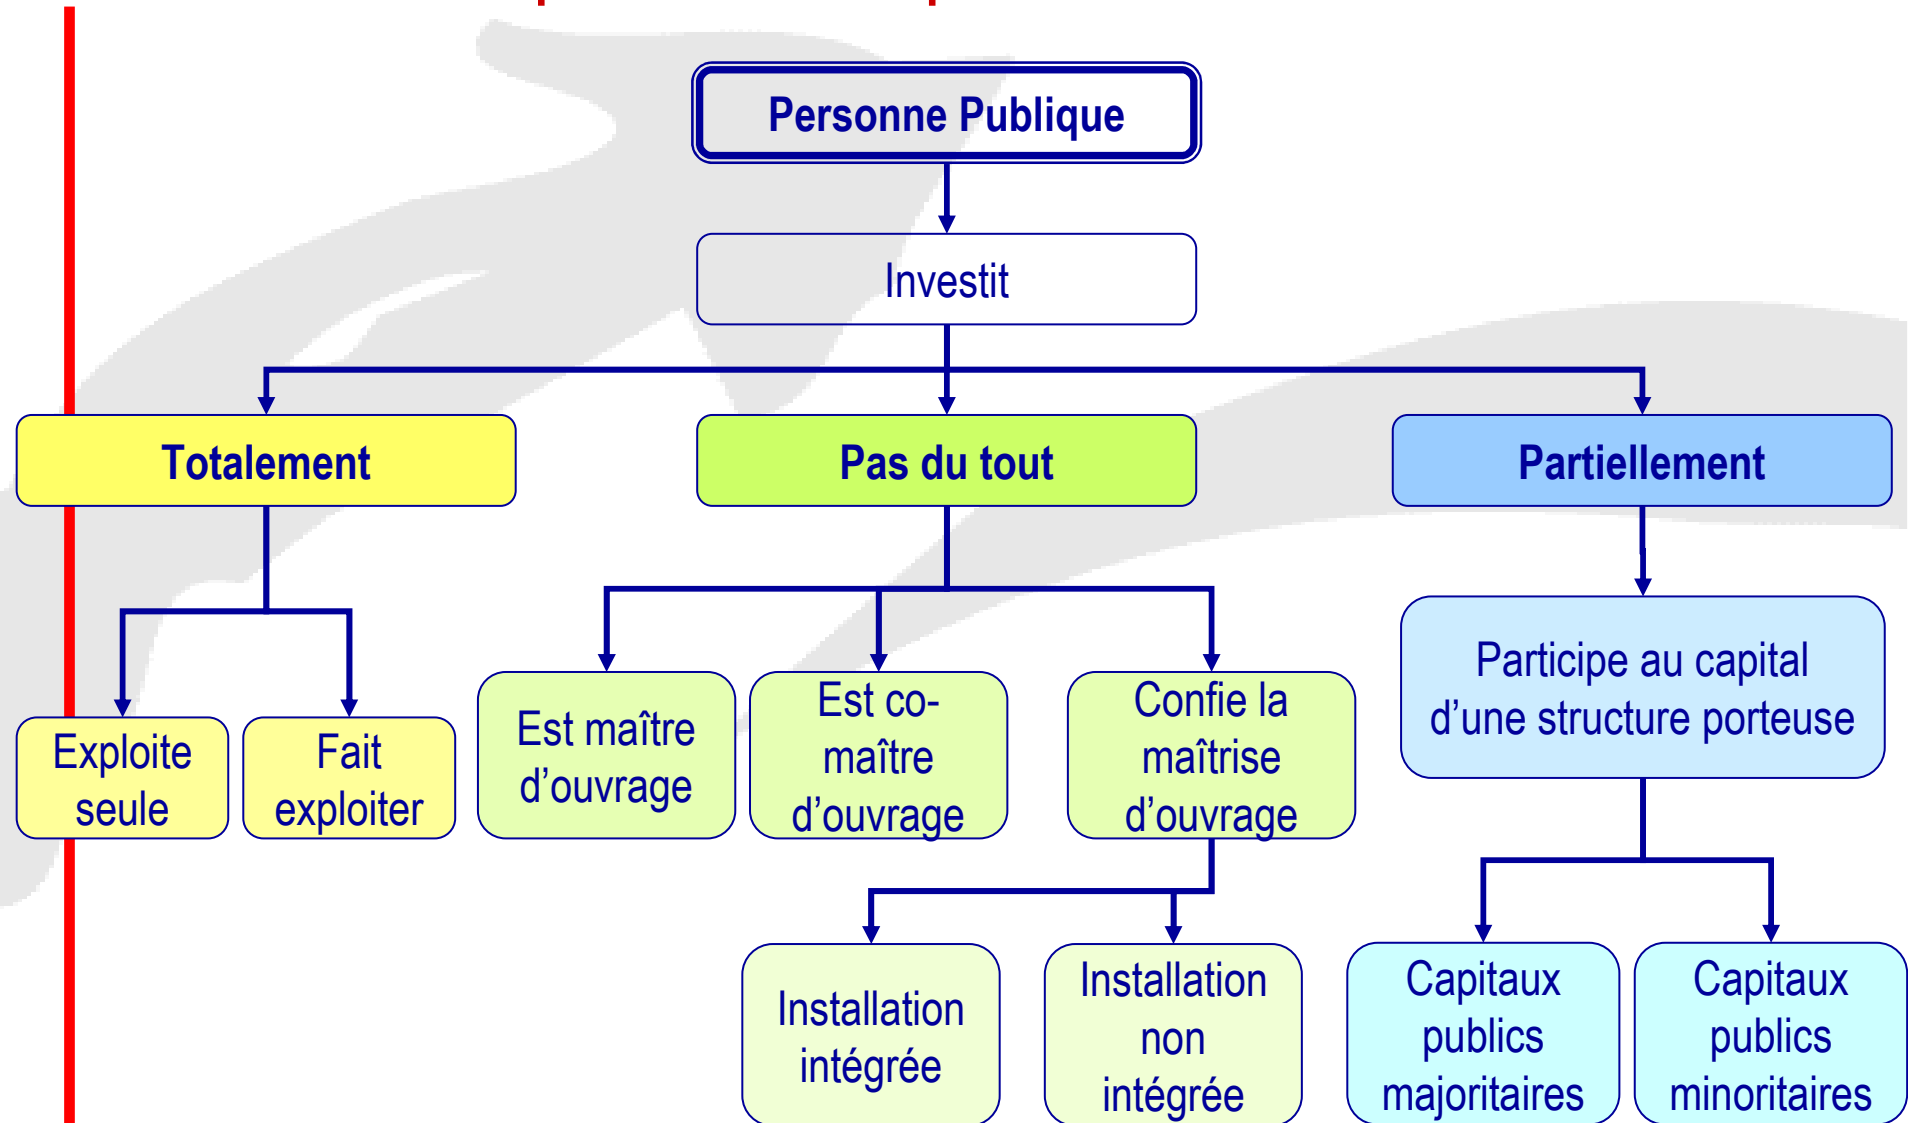 Personne Publique
Investit
Totalement
Pas du tout
Partiellement
Exploite
seule
Fait
exploiter
Est maître
d’ouvrage
Est co-
maître
d’ouvrage
Confie la
maîtrise
d’ouvrage
Participe au capital
d’une structure porteuse
Installation
intégrée
Installation
non
intégrée
Capitaux
publics
majoritaires
Capitaux
publics
minoritaires